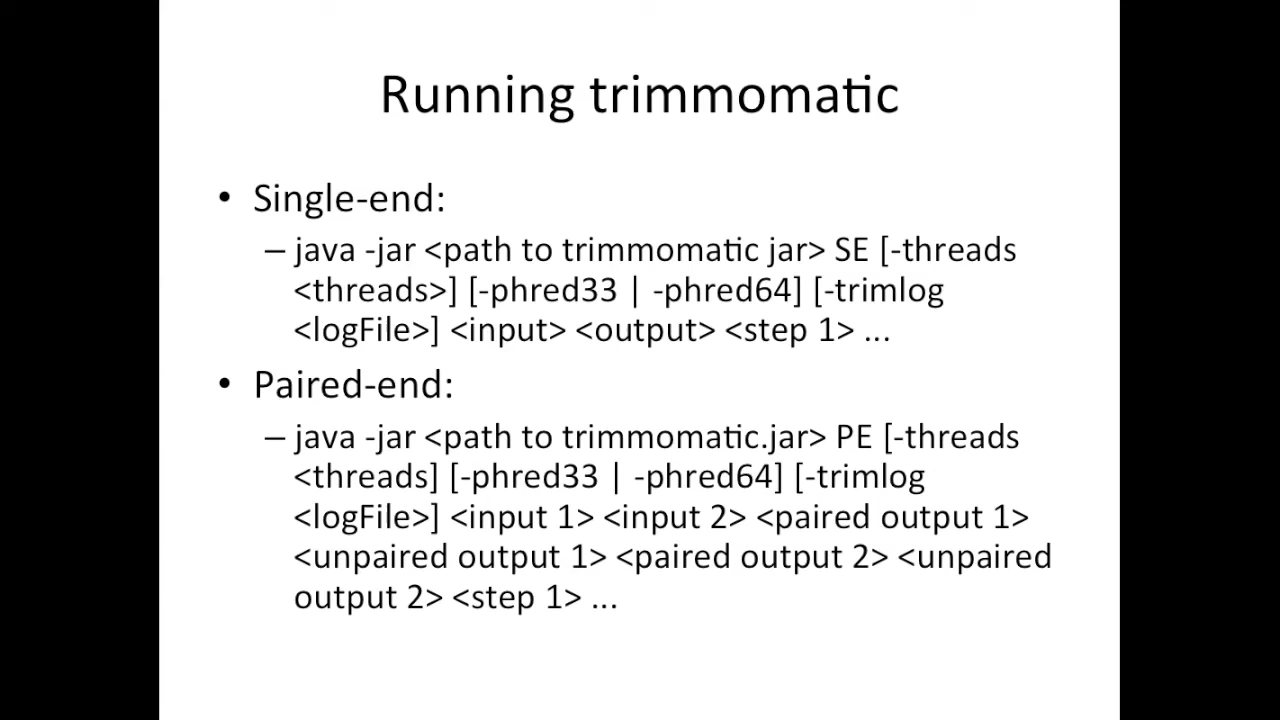 Running trimmomatic
• Single-end:
– java -jar <path to trimmomatic jar> SE [-threads
<threads>] [-phred33 | -phred64] [-trimlog
<logFile>] <input> <output> <step 1> ...
• Paired-end:
– java -jar <path to trimmomatic.jar> PE [-threads
<threads] [-phred33 | -phred64] [-trimlog
<logFile>] <input 1> <input 2> <paired output 1>
<unpaired output 1> <paired output 2> <unpaired
output 2> <step 1> ...